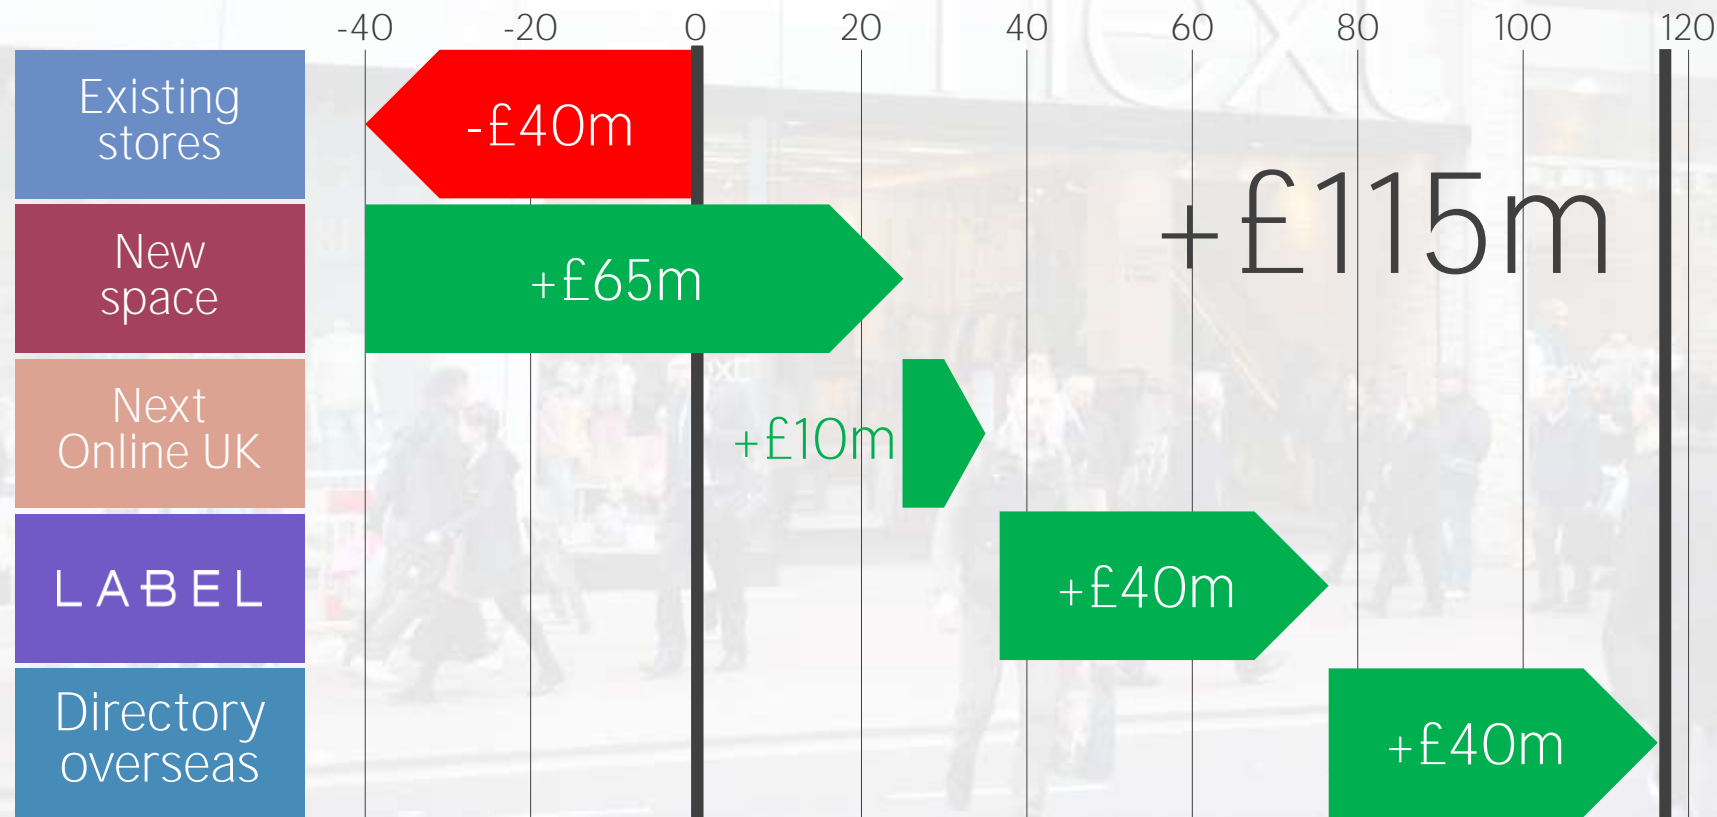 -40 -20 0 20 40 60 80 100 120
Existing
stores
-£40m
+£115m
New
space
+£65m
Next
Online UK
+£10m
LABEL
+£40m
Directory
overseas
+£40m
next